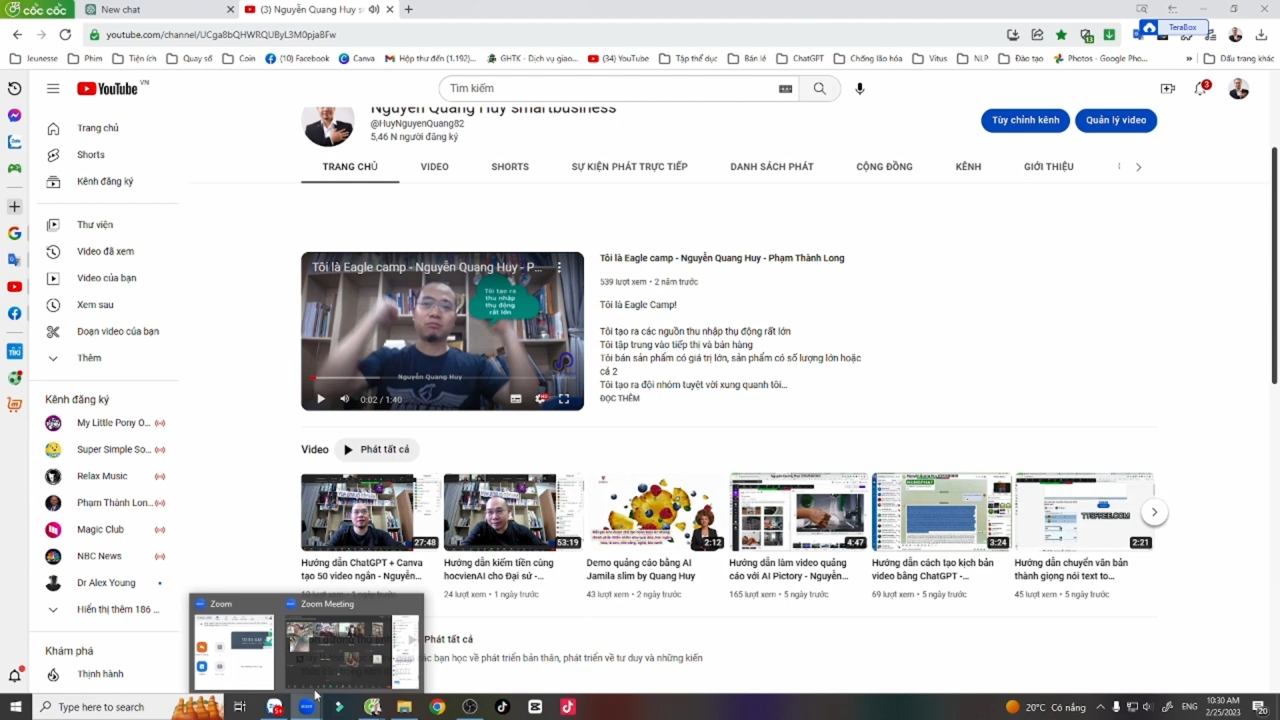 cốc cốc
New chat
(3) Nguyễn Quang Huy s
youtube.com/channel/UCga8bQHWRQUByL3M0pja8Fw
TeraBox
Jeunesse
Phim
Tiện ích
Quay số
Coin
(10) Facebook
Canva
Hộp thư đến (1.192)...
GHTK - Dịch vụ giao...
(34) YouTube
Tập thể dục
Bán lẻ
ChatGPT
Chống lão hóa
Vitus
NLP
Đào tạo
Photos - Google Pho...
Dấu trang khác
YouTube VN
Tìm kiếm
3
Nguyễn Quang Huy smartbusiness
@HuyNguyenQuang82
5,46 N người đăng ký
Tùy chỉnh kênh
Quản lý video
TRANG CHỦ
VIDEO
SHORTS
SỰ KIỆN PHÁT TRỰC TIẾP
DANH SÁCH PHÁT
CỘNG ĐỒNG
KÊNH
GIỚI THIỆU
Trang chủ
Shorts
Kênh đăng ký
Thư viện
Video đã xem
Video của bạn
Xem sau
Đoạn video của bạn
Thêm
Kênh đăng ký
My Little Pony O...
Super Simple So...
Relax Music
Phạm Thành Lon...
Magic Club
NBC News
Dr Alex Young
Hiển thị thêm 186 ...
Khám phá
Thịnh hành
Tôi là Eagle camp - Nguyễn Quang Huy - P...
Tôi tạo ra
thu nhập
thụ động
rất lớn
Nguyễn Quang Huy
0:02 / 1:40
Tôi là Eagle camp - Nguyễn Quang Huy - Phạm Thành Long
539 lượt xem • 2 năm trước
Tôi là Eagle Camp!
Tôi tạo ra các nguồn thu nhập thụ động rất lớn
Tôi tập trung vào tiếp thị và bán hàng
Tôi bán sản phẩm có giá trị lớn, sản phẩm có số lượng lớn hoặc
cả 2
Tôi tạo ra đội nhóm tuyệt vời xung quanh tôi...
ĐỌC THÊM
Video
Phát tất cả
27:48
2:12
4:47
3:24
TYPEREE.COM
2:21
Hướng dẫn ChatGPT + Canva
tạo 50 video ngắn - Nguyễn...
Hướng dẫn kiếm tiền cùng
hocvienAI cho Đại sứ - ...
24 lượt xem • 1 ngày trước
Demo quảng cáo bằng AI
Jamila slim by Quang Huy
43 lượt xem • 2 ngày trước
Hướng dẫn làm video quảng
cáo với AI Pictory - Nguyễn...
165 lượt xem • 5 ngày trước
Hướng dẫn cách tạo kịch bản
video bằng ChatGPT - ...
69 lượt xem • 5 ngày trước
Hướng dẫn chuyển văn bản
thành giọng nói text to...
45 lượt xem • 5 ngày trước
Zoom
Zoom Meeting
Phát tất cả
các bạn học về phát triển bản thân, phát triển về tư duy và những kiến
Type here to search
20°C Có nắng
ENG
10:30 AM
2/25/2023
20